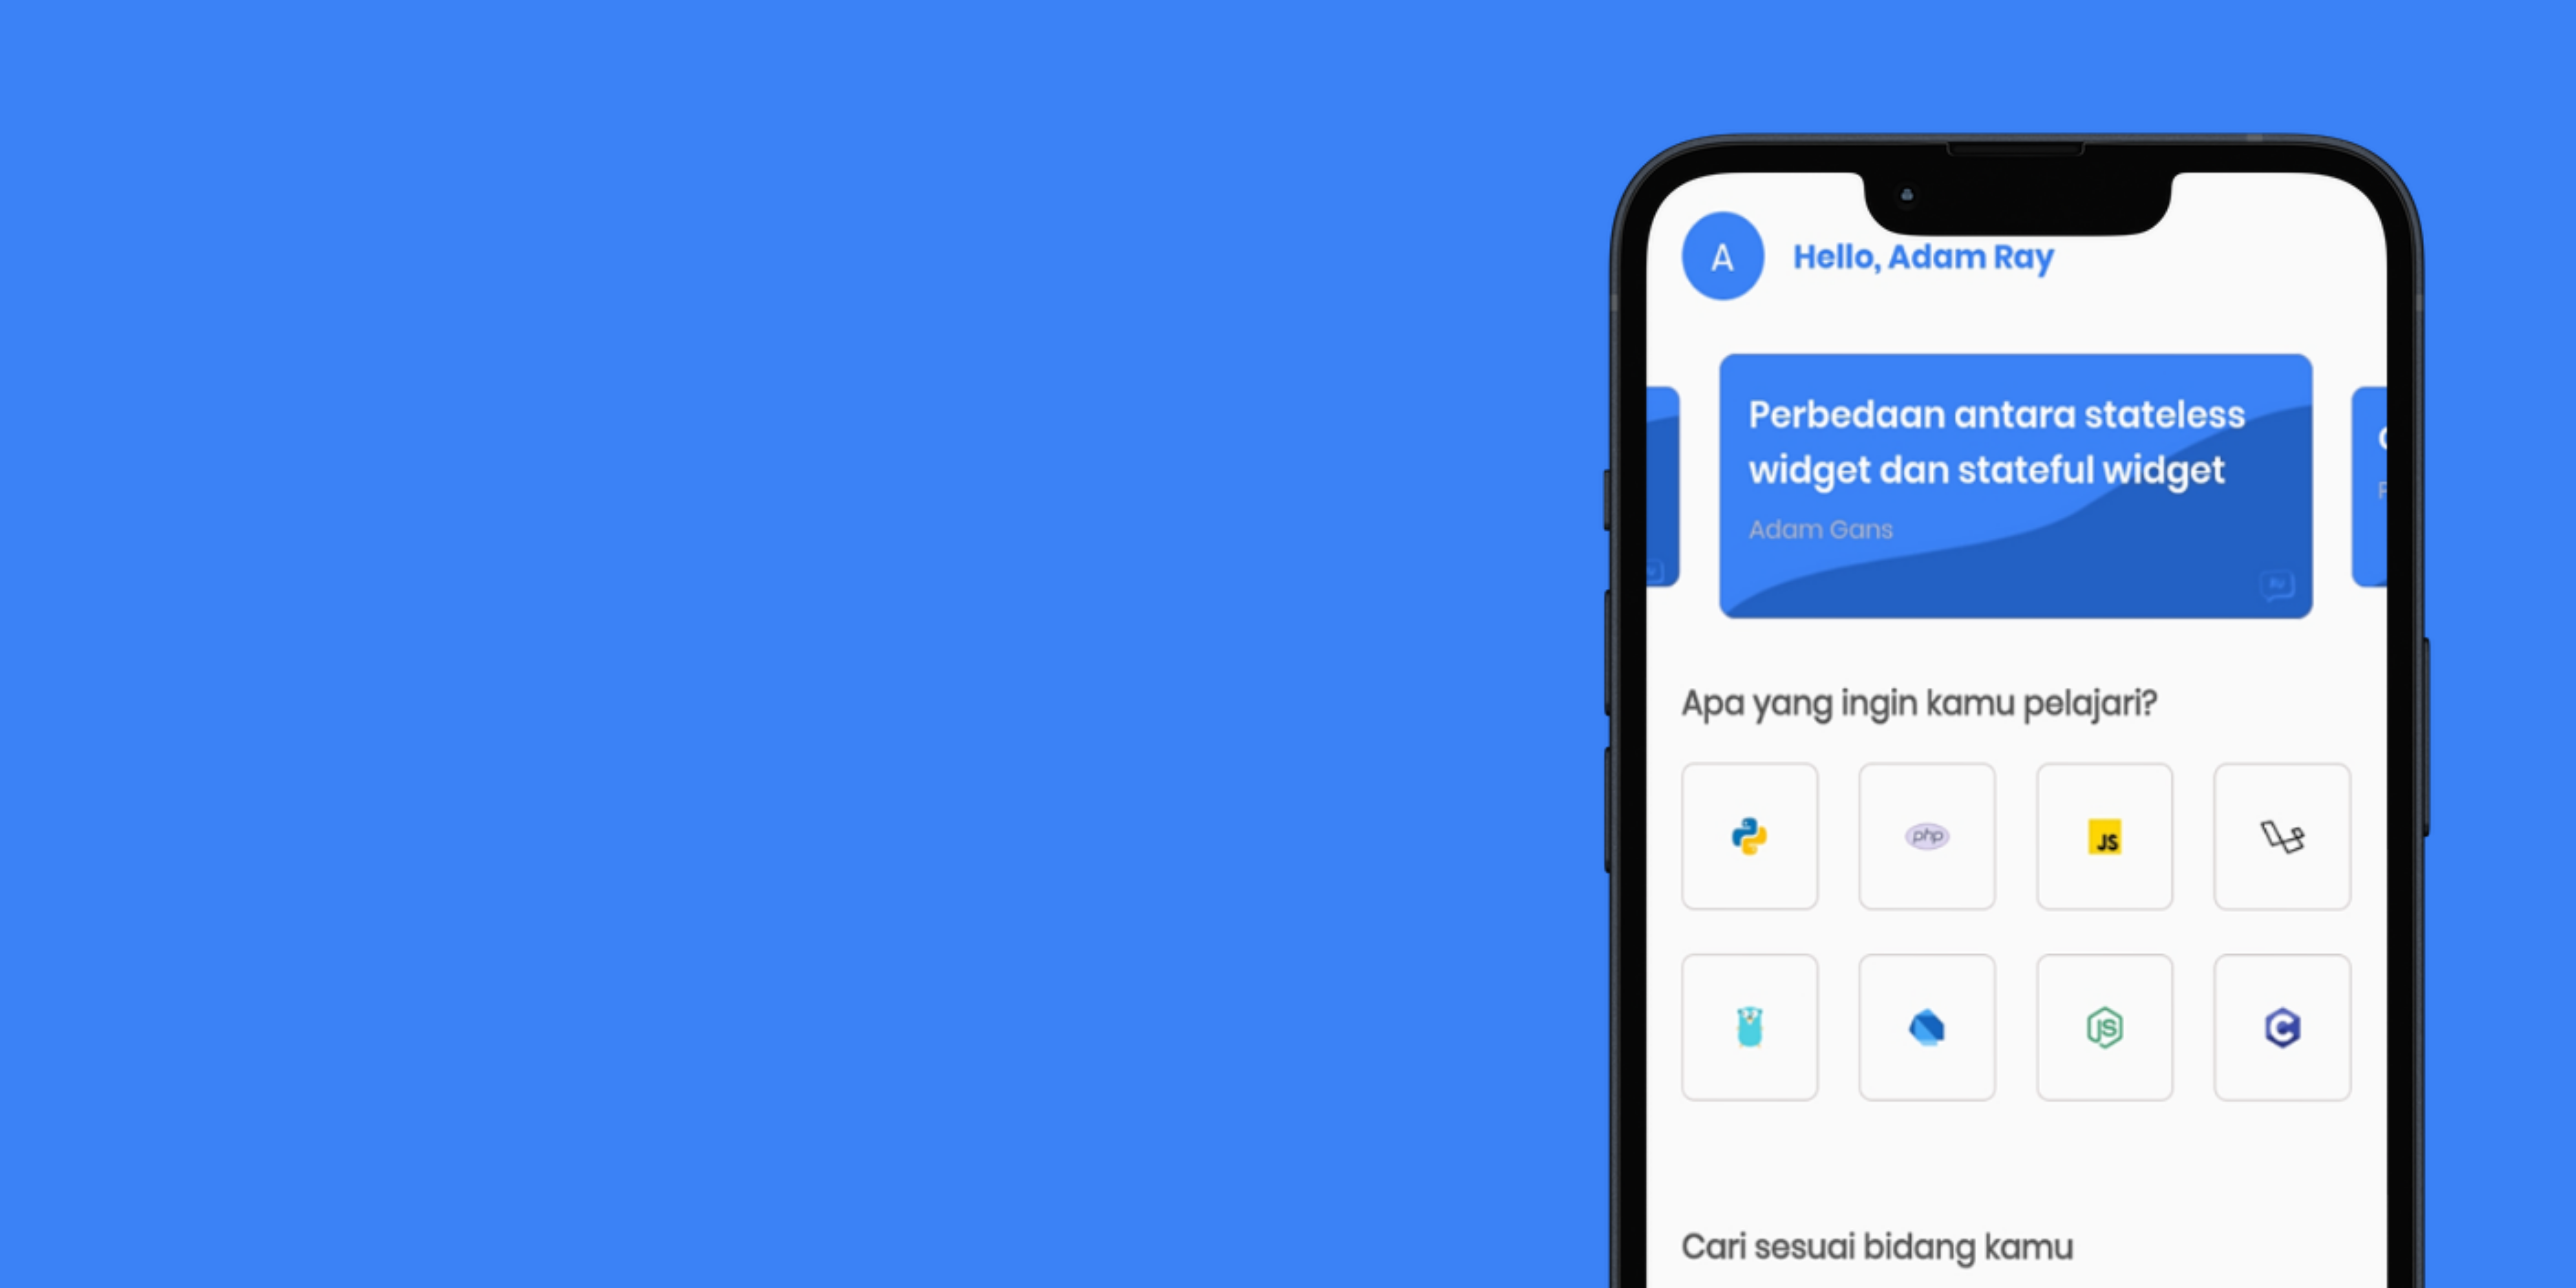 A
Hello, Adam Ray
Perbedaan antara stateless
widget dan stateful widget
Adam Gans
Apa yang ingin kamu pelajari?
php
JS
JS
C
Cari sesuai bidang kamu